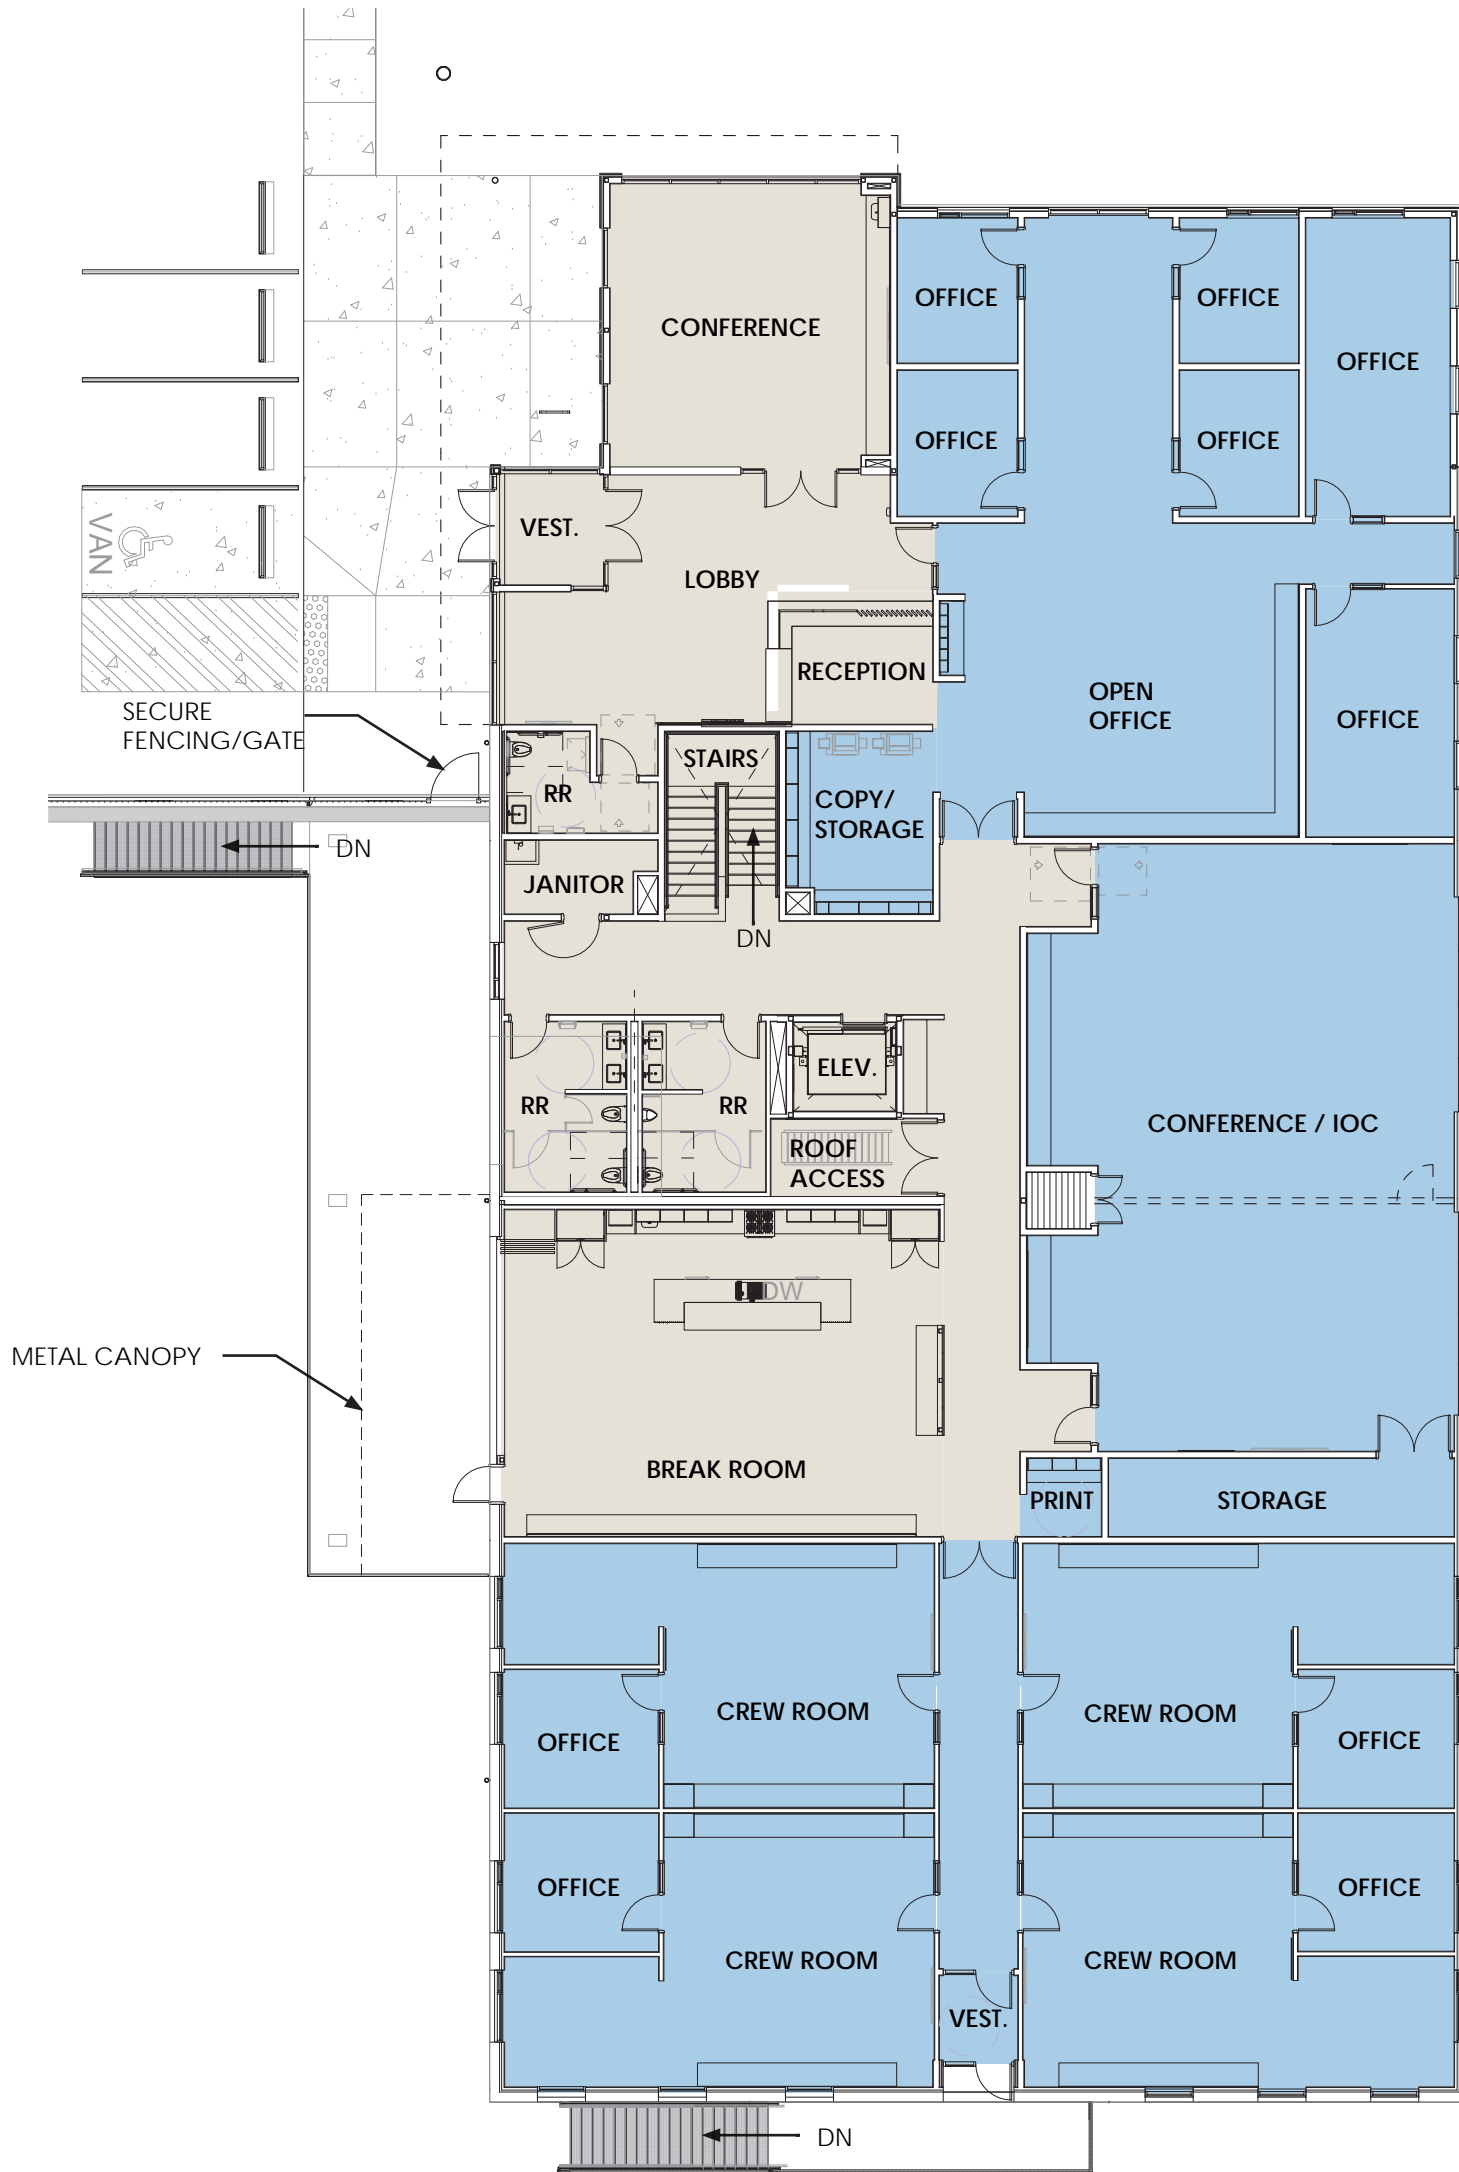 CONFERENCE
OFFICE
OFFICE
OFFICE
OFFICE
OFFICE
VAN
VEST.
LOBBY
RECEPTION
OPEN
OFFICE
OFFICE
SECURE
FENCING/GATE
STAIRS
RR
COPY/
STORAGE
DN
JANITOR
DN
ELEV.
RR
RR
CONFERENCE / IOC
ROOF
ACCESS
DW
METAL CANOPY
BREAK ROOM
PRINT
STORAGE
CREW ROOM
CREW ROOM
OFFICE
OFFICE
OFFICE
OFFICE
CREW ROOM
CREW ROOM
VEST.
DN